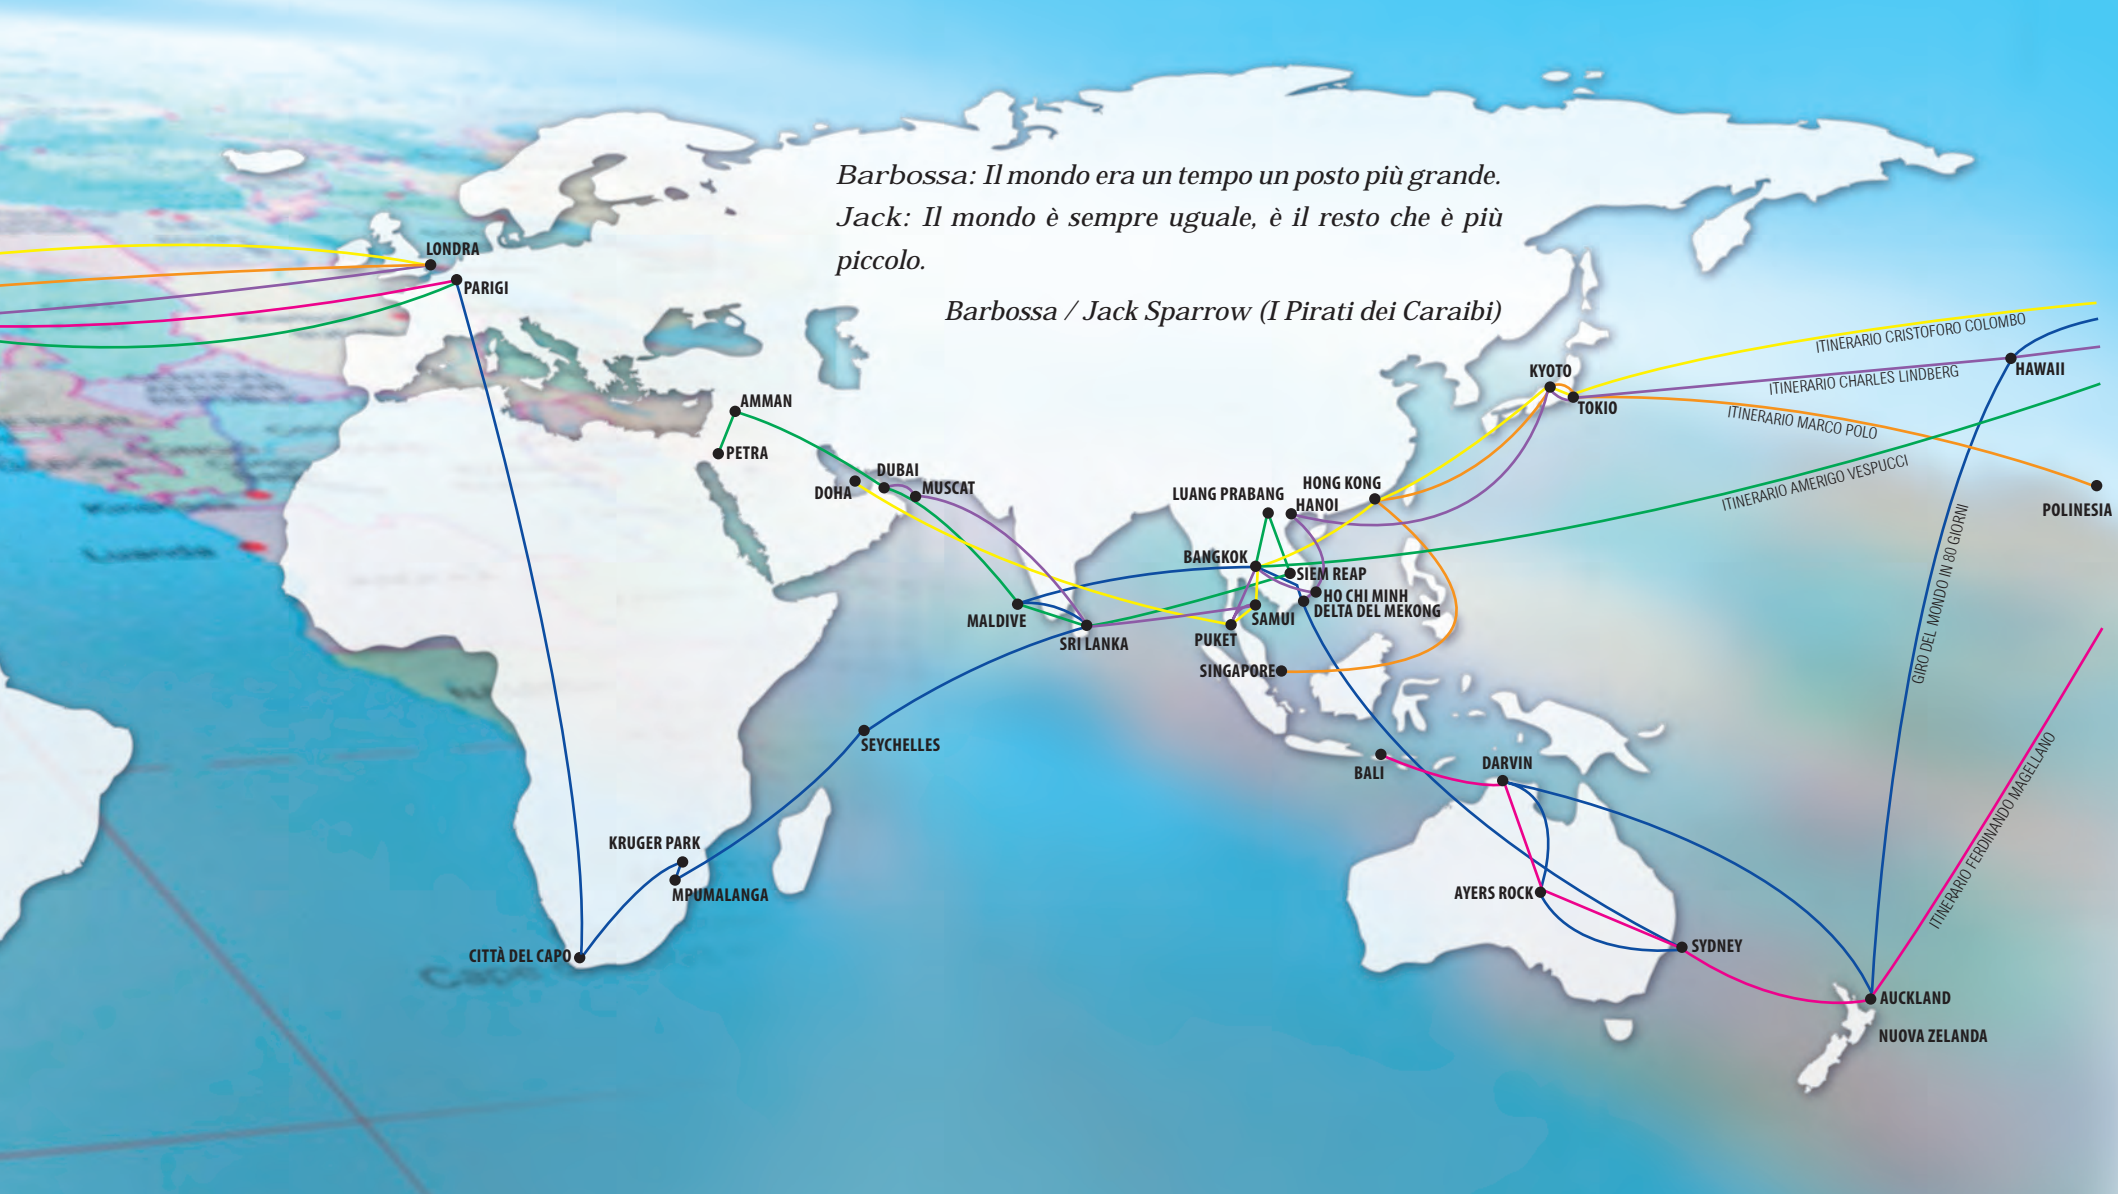 Barbossa: Il mondo era un tempo un posto più grande.
Jack: Il mondo è sempre uguale, è il resto che è più
piccolo.
Barbossa / Jack Sparrow (I Pirati dei Caraibi)
LONDRA
PARIGI
ITINERARIO CRISTOFORO COLOMBO
HAWAII
ITINERARIO CHARLES LINDBERG
KYOTO
TOKIO
ITINERARIO MARCO POLO
AMMAN
PETRA
DUBAI
DOHA
MUSCAT
ITINERARIO AMERIGO VESPUCCI
LUANG PRABANG
HONG KONG
HANOI
POLINESIA
Luanda
BANGKOK
SIEM REAP
HO CHI MINH
DELTA DEL MEKONG
GIRO DEL MONDO IN 80 GIORNI
MALDIVE
SRI LANKA
SAMUI
PUKET
SINGAPORE
SEYCHELLES
BALI
DARVIN
ITINERARIO FERDINANDO MAGELLANO
KRUGER PARK
MPUMALANGA
AYERS ROCK
SYDNEY
CITTÀ DEL CAPO
AUCKLAND
NUOVA ZELANDA